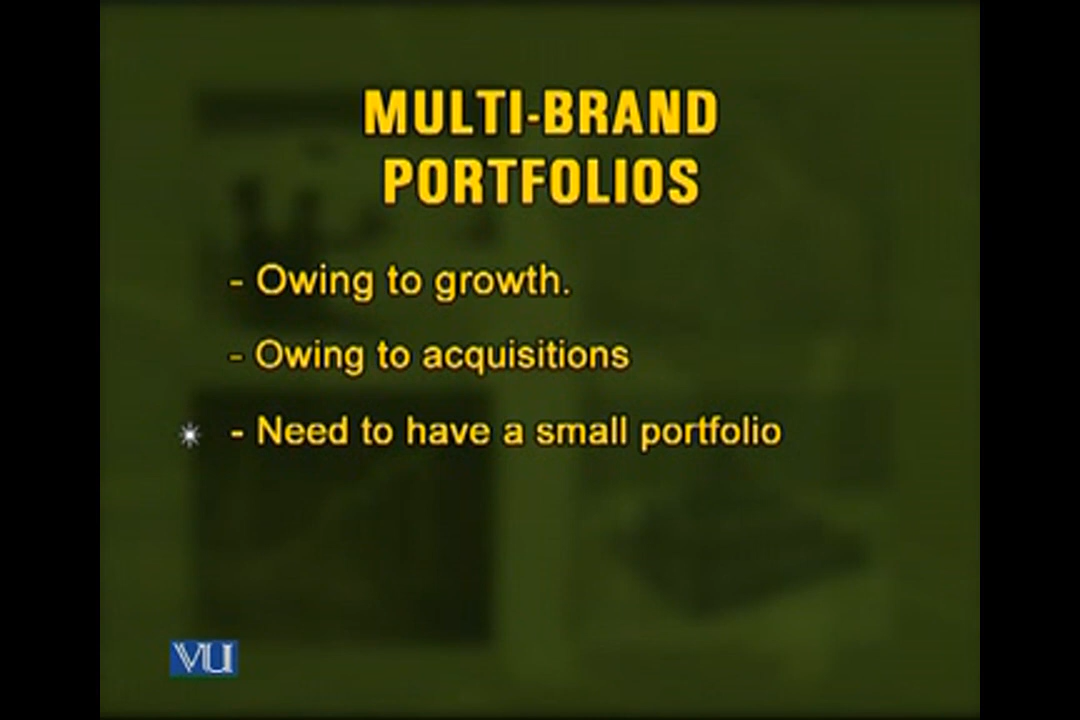 MULTI-BRAND
PORTFOLIOS
- Owing to growth.
- Owing to acquisitions
- Need to have a small portfolio
VU